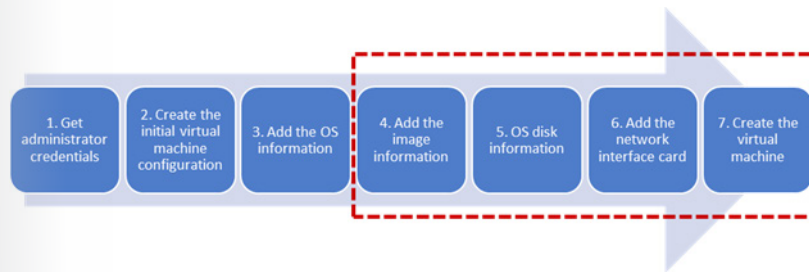 1. Get
administrator
credentials
2. Create the
initial virtual
machine
configuration
3. Add the OS
information
4. Add the
image
information
5. OS disk
information
6. Add the
network
interface card
7. Create the
virtual
machine